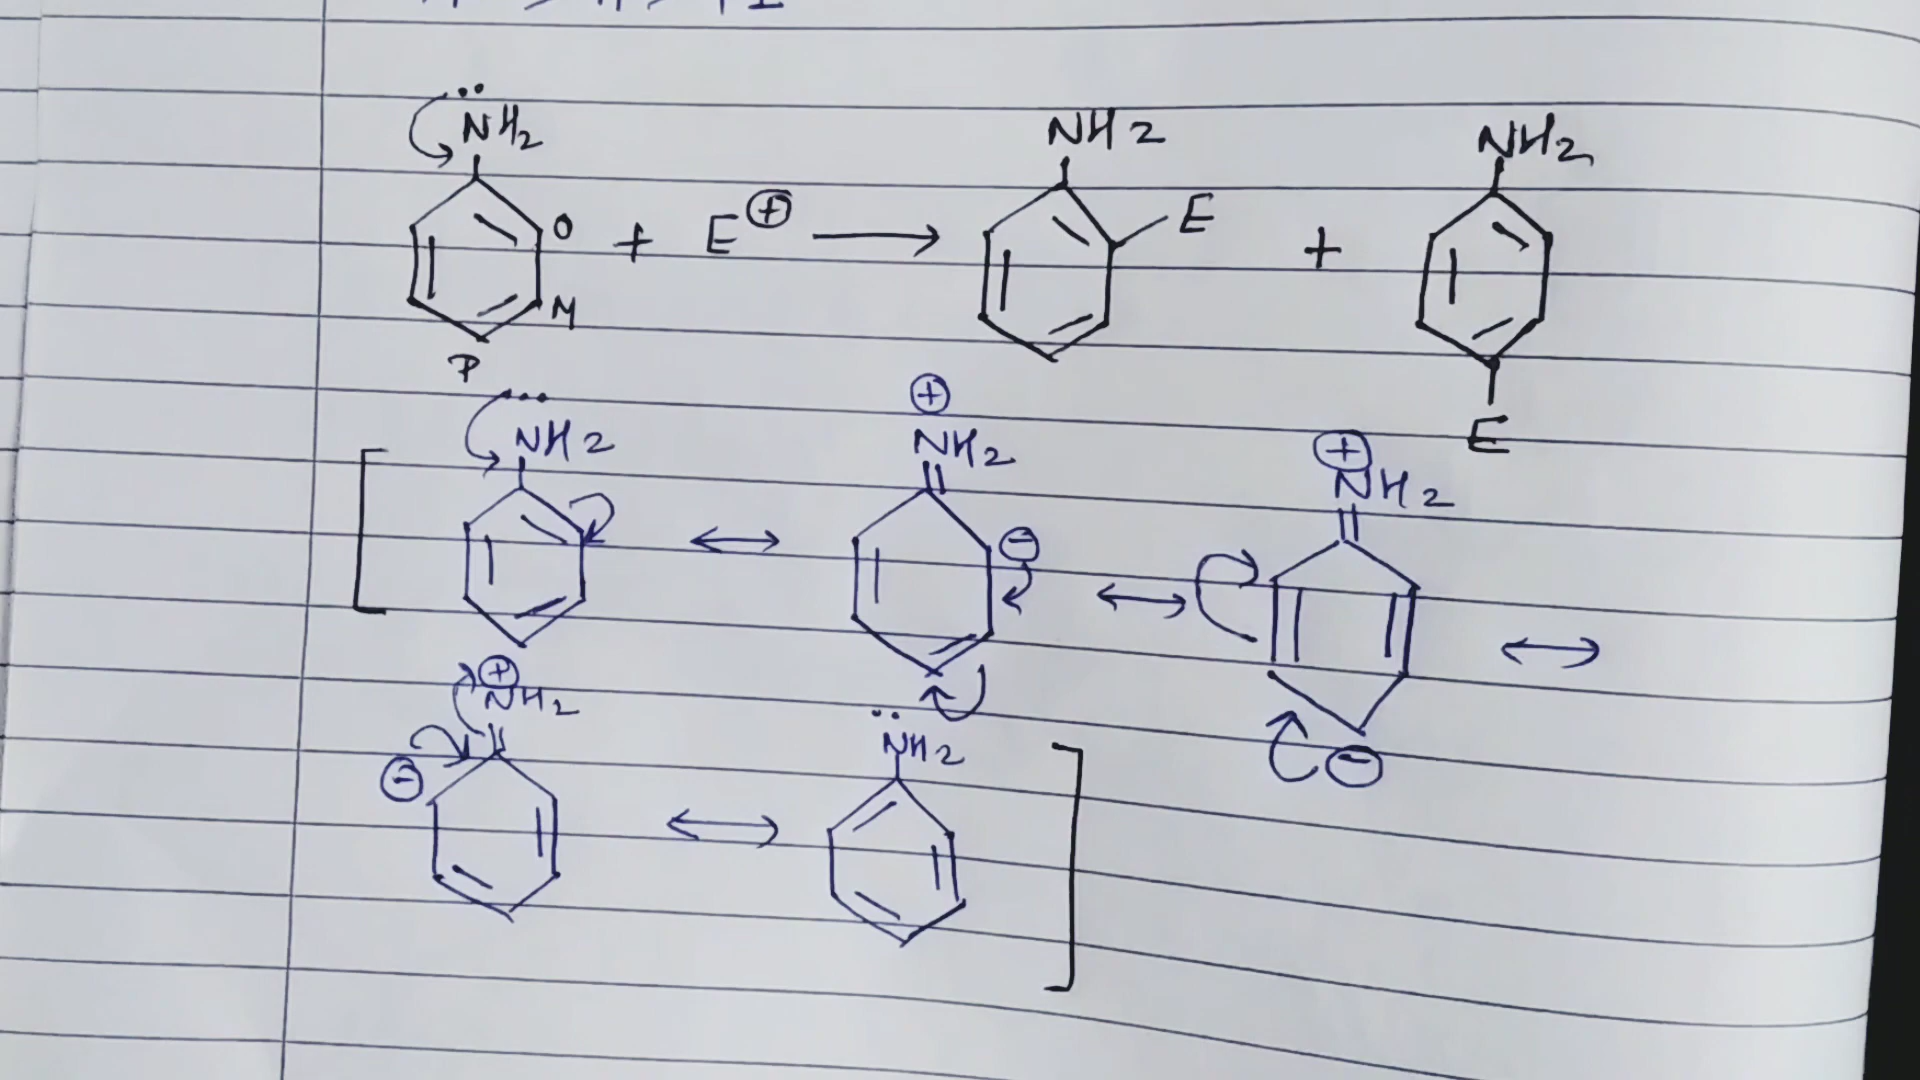 NH2 O M P + E⊕ → NH2 E + NH2 E
[ NH2 ↔ ⊕ NH2 ⊖ ↔ ⊕ NH2 ⊖ ↔
⊕ NH2 ⊖ ↔ NH2 ]